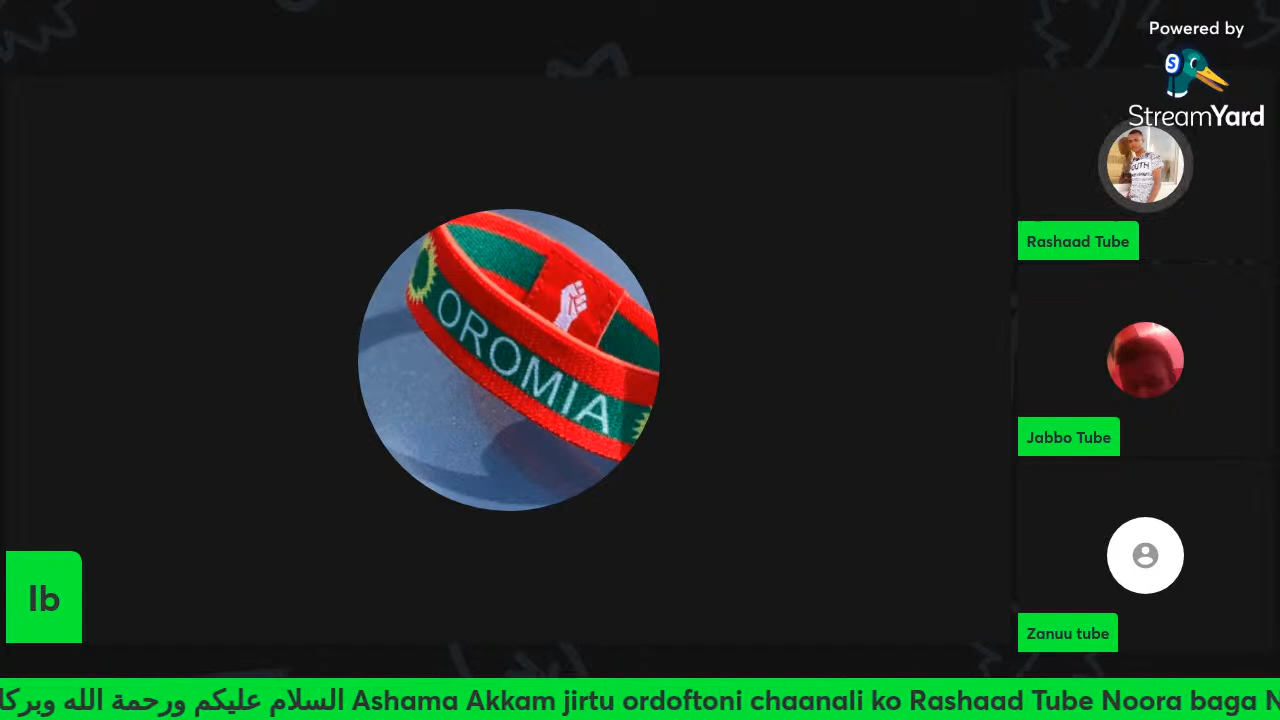 Powered by
StreamYard
OUTH
Rashaad Tube
OROMIA
Jabbo Tube
Ib
Zanuu tube
السلام عليكم ورحمة الله Ashama Akkam jirtu ordoftoni chaanali ko Rashaad Tube Noora baga